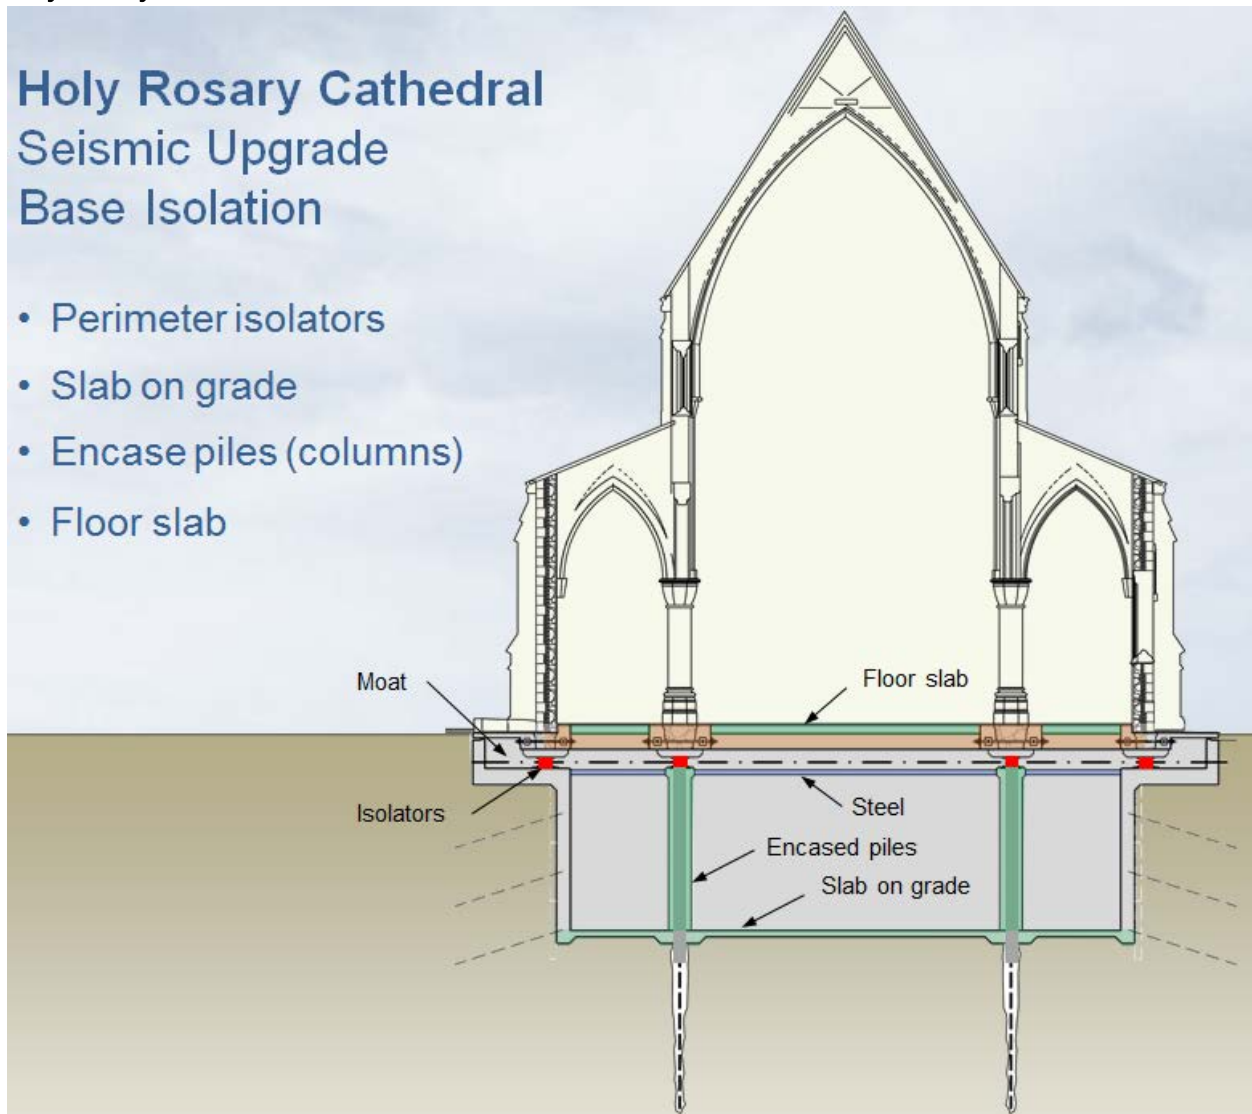 Holy Rosary Cathedral
Seismic Upgrade
Base Isolation
• Perimeter isolators
• Slab on grade
• Encase piles (columns)
• Floor slab
Moat
Floor slab
Isolators
Steel
Encased piles
Slab on grade